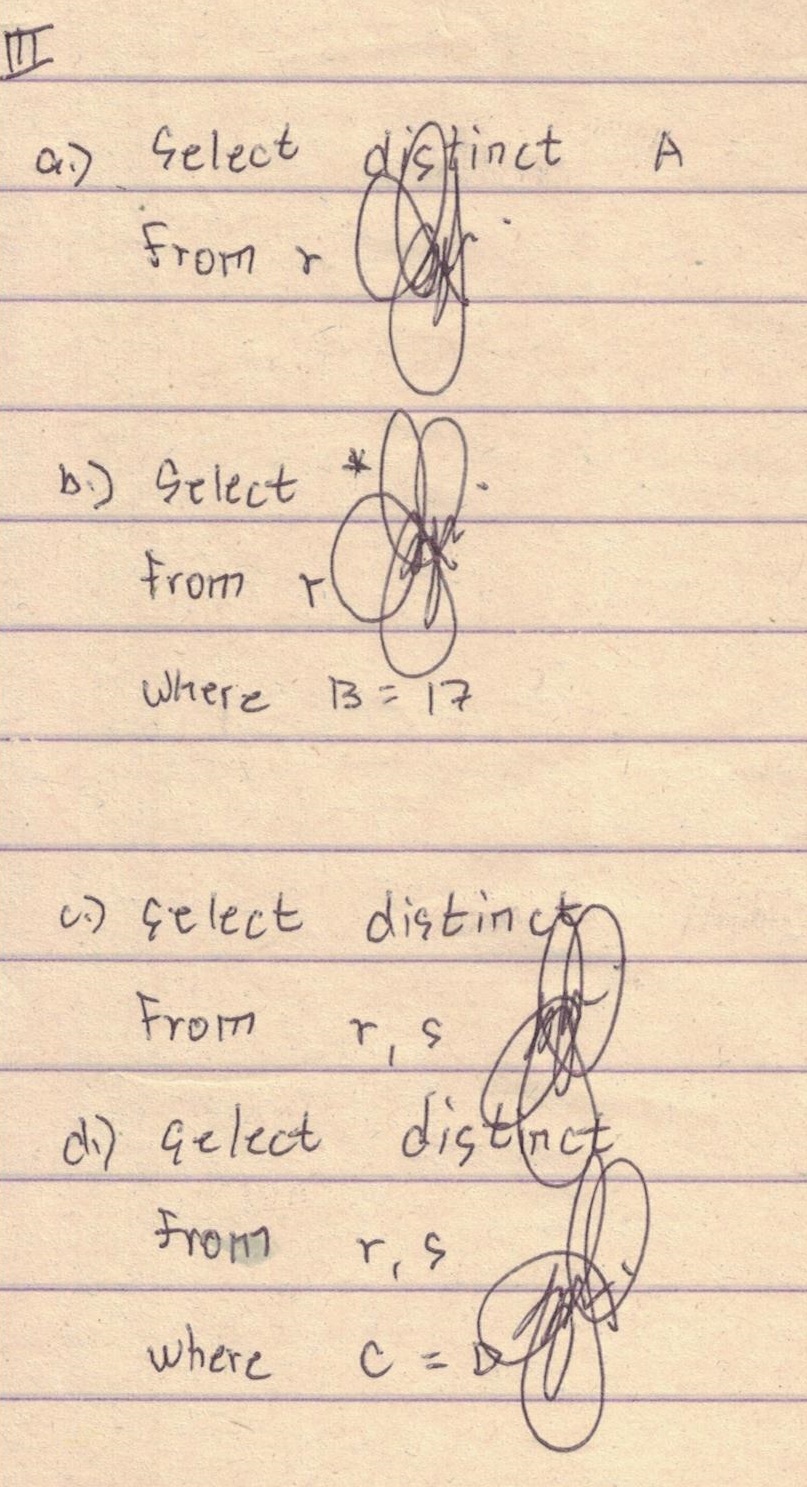 III
a.) Select distinct A
From r
b.) Select *
From r
where B = 17
c.) Select distinct
From r, s
d.) Select distinct
From r, s
where C = D